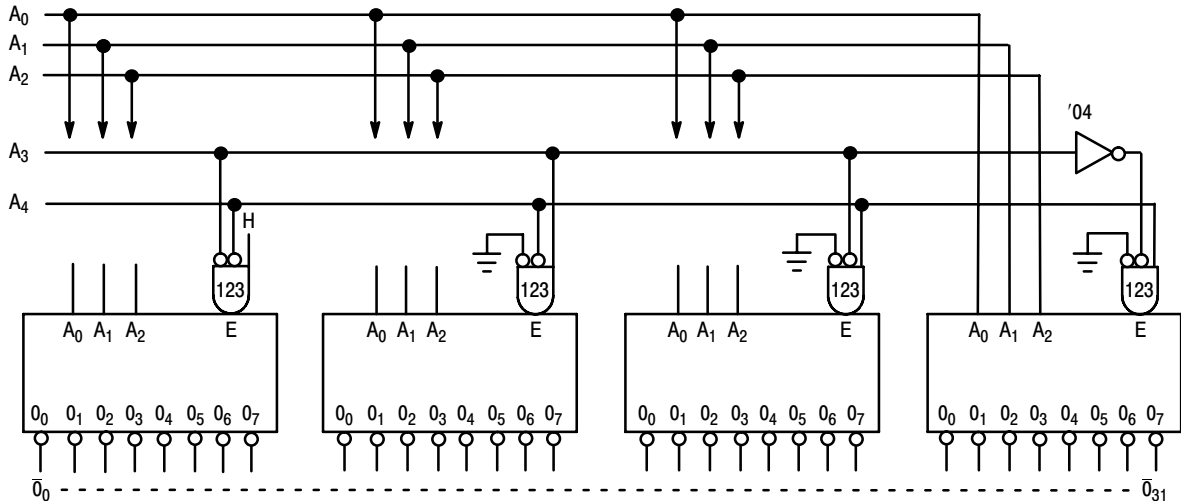 A₀
A₁
A₂
'04
A₃
A₄
H
123 123 123 123
A₀ A₁ A₂ E A₀ A₁ A₂ E A₀ A₁ A₂ E A₀ A₁ A₂ E
0₀ 0₁ 0₂ 0₃ 0₄ 0₅ 0₆ 0₇ 0₀ 0₁ 0₂ 0₃ 0₄ 0₅ 0₆ 0₇ 0₀ 0₁ 0₂ 0₃ 0₄ 0₅ 0₆ 0₇ 0₀ 0₁ 0₂ 0₃ 0₄ 0₅ 0₆ 0₇
0̅₀ 0̅₃₁